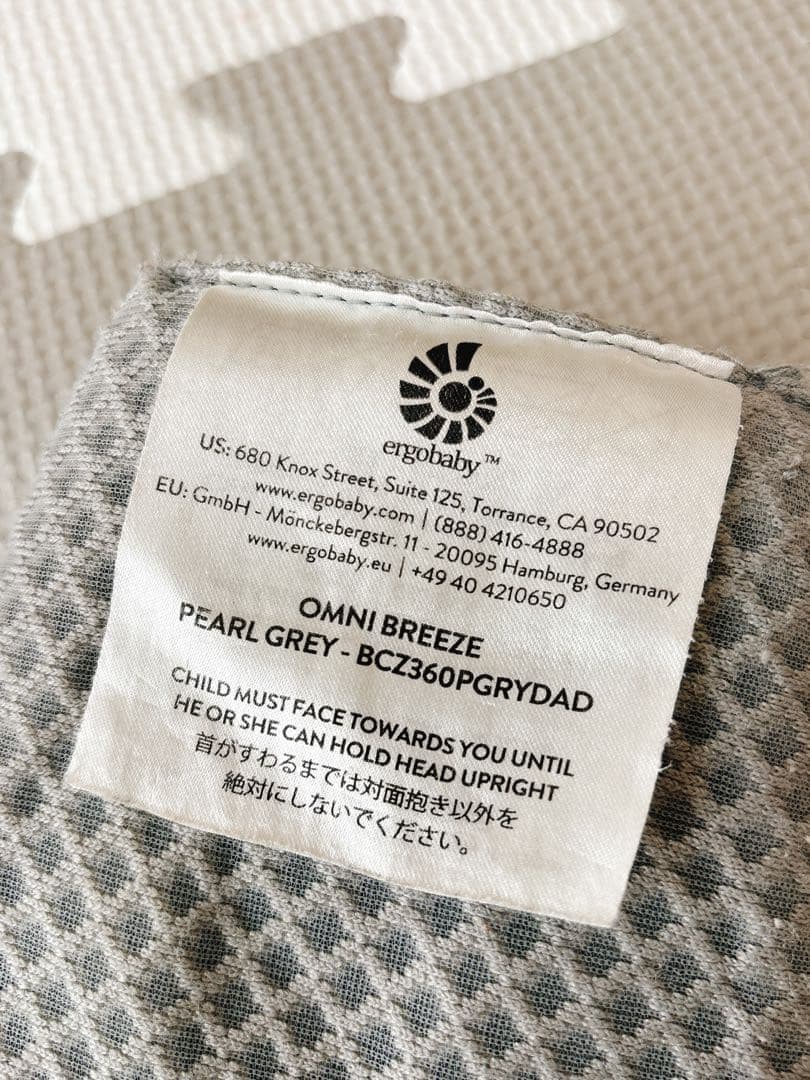 ergobaby™
US: 680 Knox Street, Suite 125, Torrance, CA 90502
www.ergobaby.com | (888) 416-4888
EU: GmbH - Mönckebergstr. 11 - 20095 Hamburg, Germany
www.ergobaby.eu | +49 40 4210650
OMNI BREEZE
PEARL GREY - BCZ360PGRYDAD
CHILD MUST FACE TOWARDS YOU UNTIL
HE OR SHE CAN HOLD HEAD UPRIGHT
首がすわるまでは対面抱き以外を
絶対にしないでください。